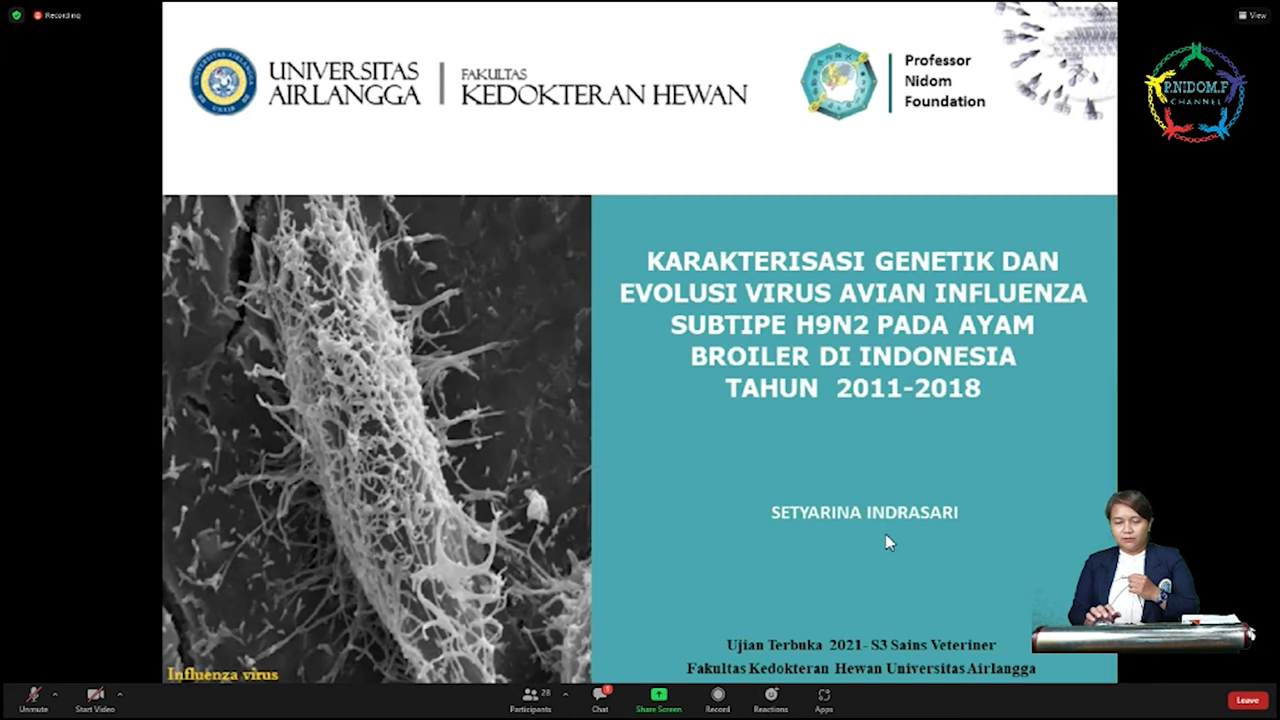 Recording
View
UNIVERSITAS
AIRLANGGA
FAKULTAS
KEDOKTERAN HEWAN
Professor
Nidom
Foundation
P.NIDOM.F
CHANNEL
KARAKTERISASI GENETIK DAN
EVOLUSI VIRUS AVIAN INFLUENZA
SUBTIPE H9N2 PADA AYAM
BROILER DI INDONESIA
TAHUN 2011-2018
SETYARINA INDRASARI
Ujian Terbuka 2021- S3 Sains Veteriner
Fakultas Kedokteran Hewan Universitas Airlangga
Influenza virus
Unmute
Start Video
28
Participants
Chat
Share Screen
Record
Reactions
Apps
Leave